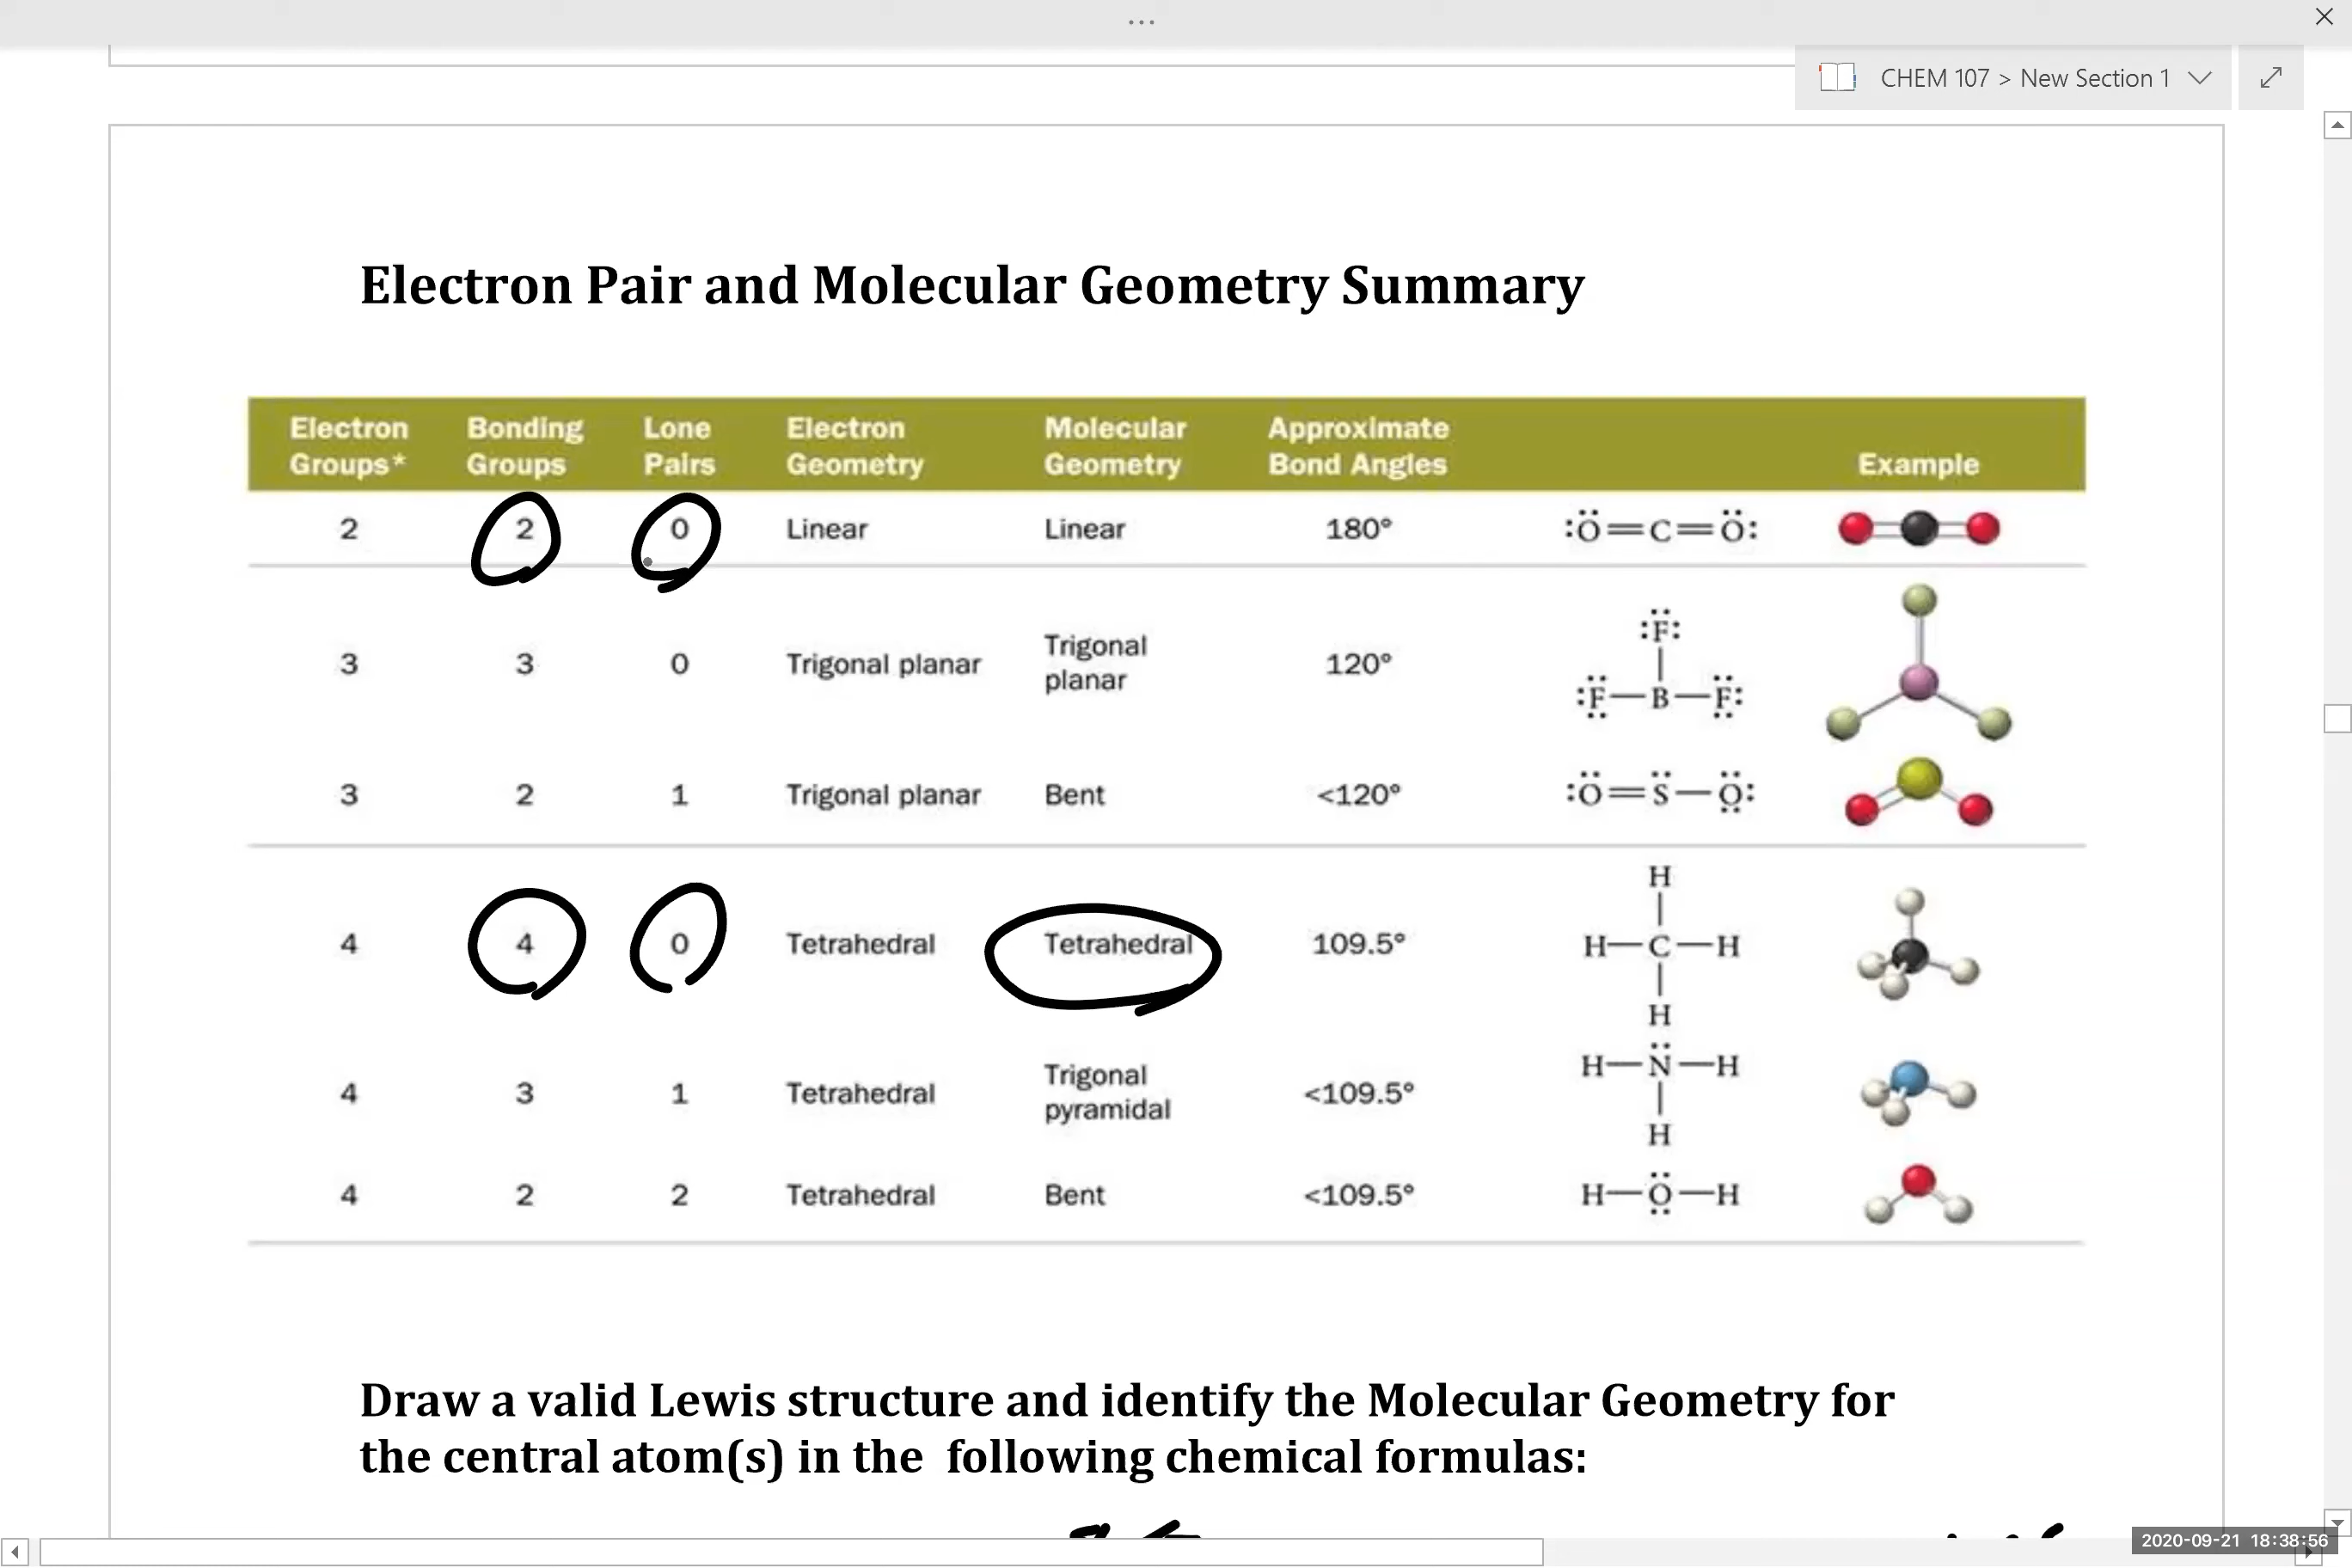 ...
CHEM 107 > New Section 1
Electron Pair and Molecular Geometry Summary
Electron Groups* Bonding Groups Lone Pairs Electron Geometry Molecular Geometry Approximate Bond Angles Example
2 2 0 Linear Linear 180° :Ö=C=Ö:
3 3 0 Trigonal planar Trigonal planar 120°
:F:
:F—B—F:
3 2 1 Trigonal planar Bent <120° :Ö=S̈—Ö:
H
4 4 0 Tetrahedral Tetrahedral 109.5° H—C—H
H
4 3 1 Tetrahedral Trigonal pyramidal <109.5° H—N̈—H
H
4 2 2 Tetrahedral Bent <109.5° H—Ö—H
Draw a valid Lewis structure and identify the Molecular Geometry for
the central atom(s) in the following chemical formulas:
2020-09-21 18:38:56